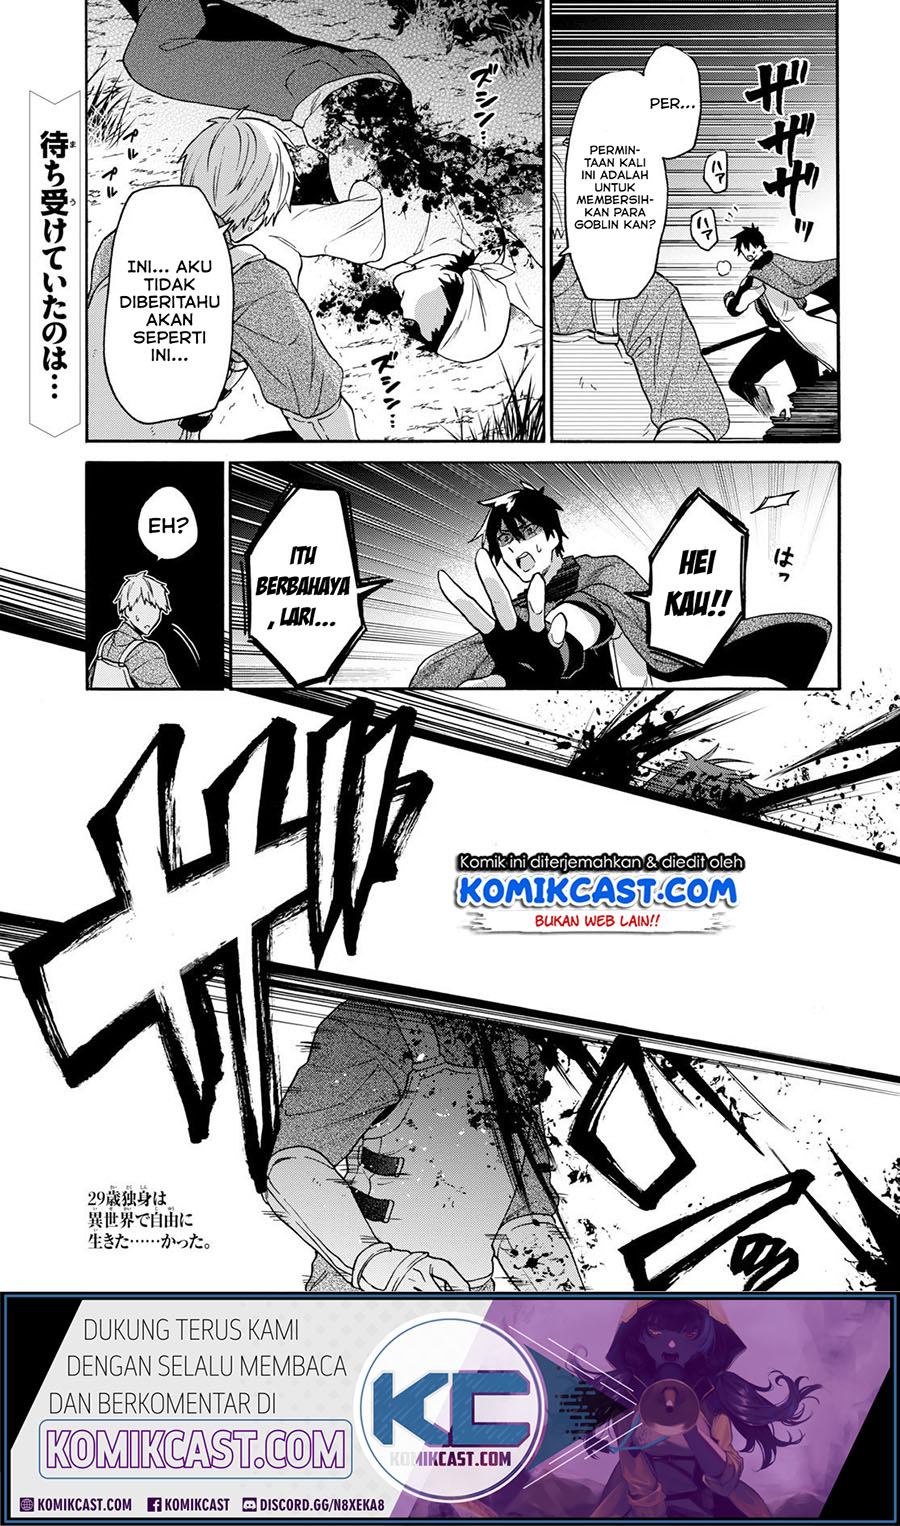 PER...
PERMIN-
TAAN KALI
INI ADALAH
UNTUK
MEMBERSIH-
KAN PARA
GOBLIN KAN?
ザザザッ
ハァ
ハァ
ズシン…
ズシン…
INI... AKU
TIDAK
DIBERITAHU
AKAN
SEPERTI
INI...
待ち受けていたのは…
ま
う
はっ
HEI
KAU!!
ITU
BERBAHAYA
, LARI...
EH?
Komik ini diterjemahkan & diedit oleh
KOMIKCAST.COM
BUKAN WEB LAIN!!
29歳独身は
異世界で自由に
生きた……かった。
DUKUNG TERUS KAMI
DENGAN SELALU MEMBACA
DAN BERKOMENTAR DI
KOMIKCAST.COM
KC
KOMIKCAST.COM
KOMIKCAST.COM
KOMIKCAST
DISCORD.GG/N8XEKA8